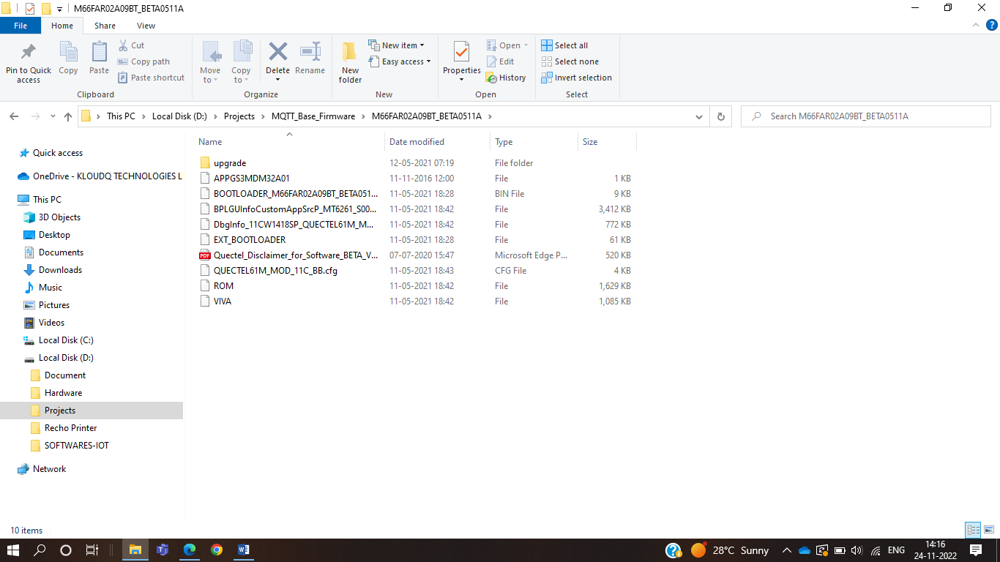 M66FAR02A09BT_BETA0511A
File Home Share View
Pin to Quick access
Copy
Paste
Cut
Copy path
Paste shortcut
Clipboard
Move to
Copy to
Delete
Rename
Organize
New folder
New item
Easy access
New
Properties
Open
Edit
History
Open
Select all
Select none
Invert selection
Select
This PC > Local Disk (D:) > Projects > MQTT_Base_Firmware > M66FAR02A09BT_BETA0511A >
Search M66FAR02A09BT_BETA0511A
Quick access
OneDrive - KLOUDQ TECHNOLOGIES L
This PC
3D Objects
Desktop
Documents
Downloads
Music
Pictures
Videos
Local Disk (C:)
Local Disk (D:)
Document
Hardware
Projects
Recho Printer
SOFTWARES-IOT
Network
Name Date modified Type Size
upgrade 12-05-2021 07:19 File folder
APPGS3MDM32A01 11-11-2016 12:00 File 1 KB
BOOTLOADER_M66FAR02A09BT_BETA051... 11-05-2021 18:28 BIN File 9 KB
BPLGUInfoCustomAppSrcP_MT6261_S00... 11-05-2021 18:42 File 3,412 KB
DbgInfo_11CW1418SP_QUECTEL61M_M... 11-05-2021 18:42 File 772 KB
EXT_BOOTLOADER 11-05-2021 18:28 File 61 KB
PDF Quectel_Disclaimer_for_Software_BETA_V... 07-07-2020 15:47 Microsoft Edge P... 520 KB
QUECTEL61M_MOD_11C_BB.cfg 11-05-2021 18:43 CFG File 4 KB
ROM 11-05-2021 18:42 File 1,629 KB
VIVA 11-05-2021 18:42 File 1,085 KB
10 items
28°C Sunny
ENG
14:16
24-11-2022